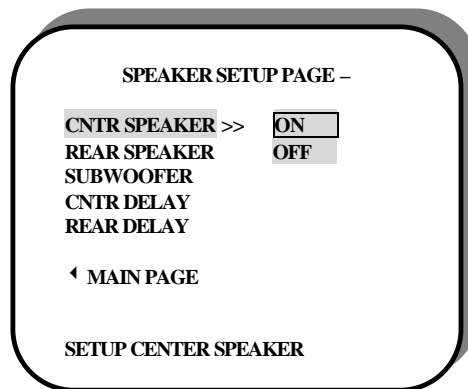 SPEAKER SETUP PAGE –
CNTR SPEAKER >> ON
REAR SPEAKER OFF
SUBWOOFER
CNTR DELAY
REAR DELAY
MAIN PAGE
SETUP CENTER SPEAKER